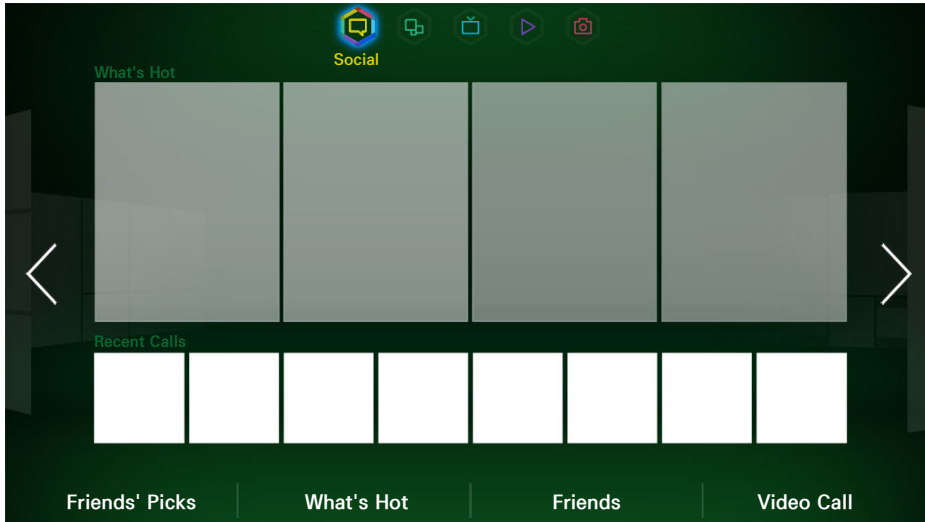 Social
What's Hot
Recent Calls
Friends' Picks
What's Hot
Friends
Video Call